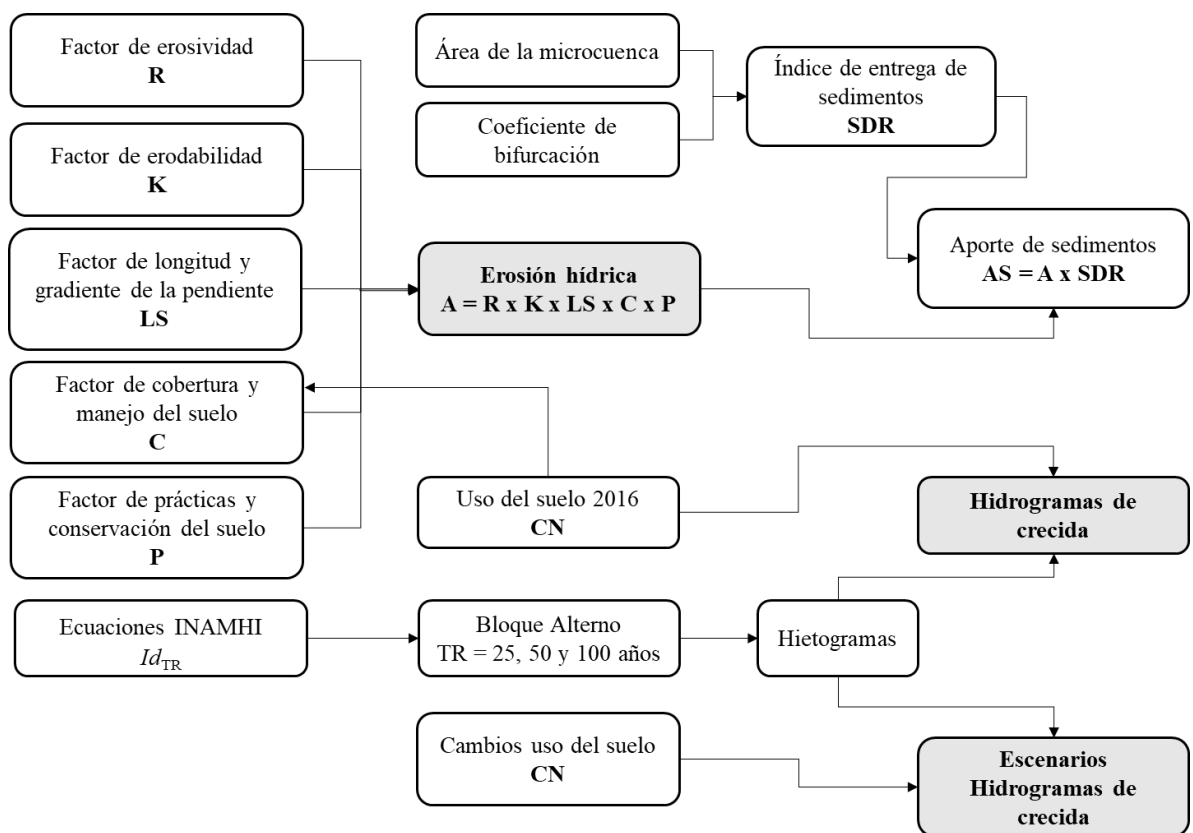 Factor de erosividad
R
Factor de erodabilidad
K
Factor de longitud y
gradiente de la pendiente
LS
Factor de cobertura y
manejo del suelo
C
Factor de prácticas y
conservación del suelo
P
Ecuaciones INAMHI
Id_TR
Área de la microcuenca
Coeficiente de
bifurcación
Índice de entrega de
sedimentos
SDR
Aporte de sedimentos
AS = A x SDR
Erosión hídrica
A = R x K x LS x C x P
Uso del suelo 2016
CN
Hidrogramas de
crecida
Bloque Alterno
TR = 25, 50 y 100 años
Hietogramas
Cambios uso del suelo
CN
Escenarios
Hidrogramas de
crecida